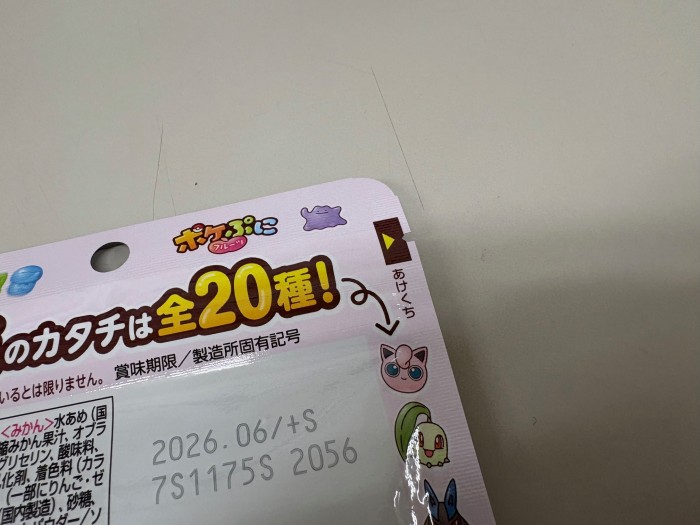 ポケぷに
フルーツ
あけくち
のカタチは全20種!
いるとは限りません。
賞味期限/製造所固有記号
2026.06/+S
7S1175S 2056
<みかん>水あめ(国
縮みかん果汁、オブラ
グリセリン、酸味料、
化剤、着色料(カラ
(一部にりんご・ゼ
(国内製造)、砂糖、
パウダー/ソ